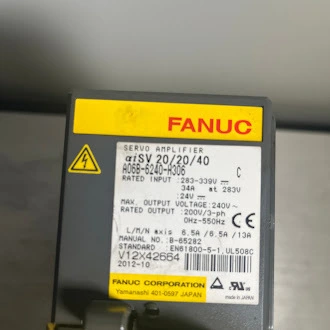 FANUC
SERVO AMPLIFIER
αiSV 20/20/40
A06B-6240-H306 C
RATED INPUT :283-339V⎓
34A at 283V
:24V⎓
MAX. OUTPUT VOLTAGE:240V~
RATED OUTPUT :200V/3-ph
0Hz-550Hz
L/M/N axis 6.5A /6.5A /13A
MANUAL NO. :B-65282
STANDARD :EN61800-5-1,UL508C
V12X42664
2012-10
FANUC CORPORATION
Yamanashi 401-0597 JAPAN
MADE IN JAPAN